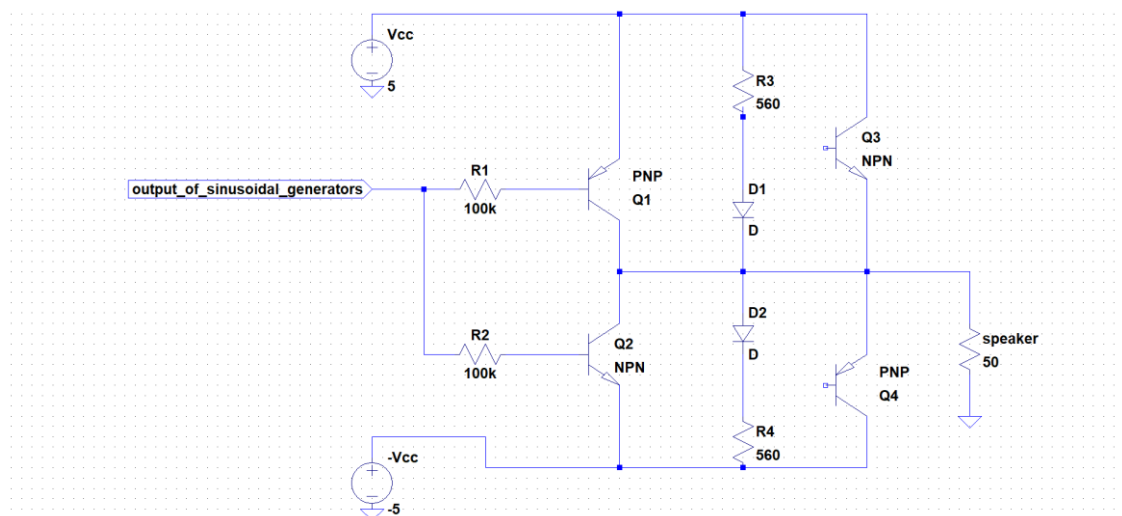 Vcc
5
R3
560
Q3
NPN
output_of_sinusoidal_generators
R1
100k
PNP
Q1
D1
D
R2
100k
Q2
NPN
D2
D
speaker
50
PNP
Q4
R4
560
-Vcc
-5